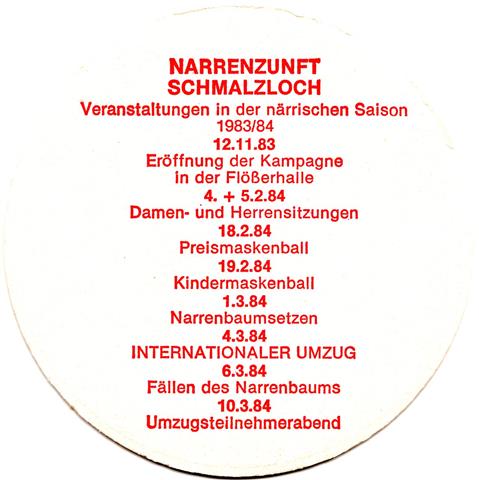 NARRENZUNFT
SCHMALZLOCH
Veranstaltungen in der närrischen Saison
1983/84
12.11.83
Eröffnung der Kampagne
in der Flößerhalle
4. + 5.2.84
Damen- und Herrensitzungen
18.2.84
Preismaskenball
19.2.84
Kindermaskenball
1.3.84
Narrenbaumsetzen
4.3.84
INTERNATIONALER UMZUG
6.3.84
Fällen des Narrenbaums
10.3.84
Umzugsteilnehmerabend